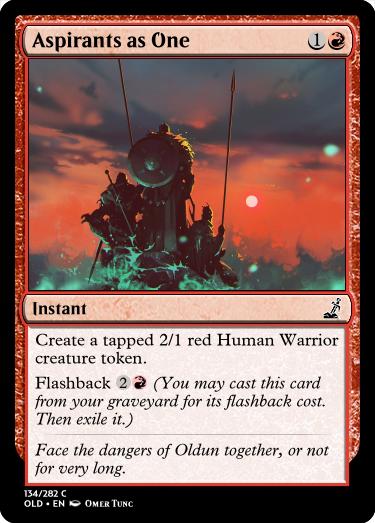 Aspirants as One 1
Instant
Create a tapped 2/1 red Human Warrior
creature token.
Flashback 2 (You may cast this card
from your graveyard for its flashback cost.
Then exile it.)
Face the dangers of Oldun together, or not
for very long.
134/282 C
OLD • EN Omer Tunc